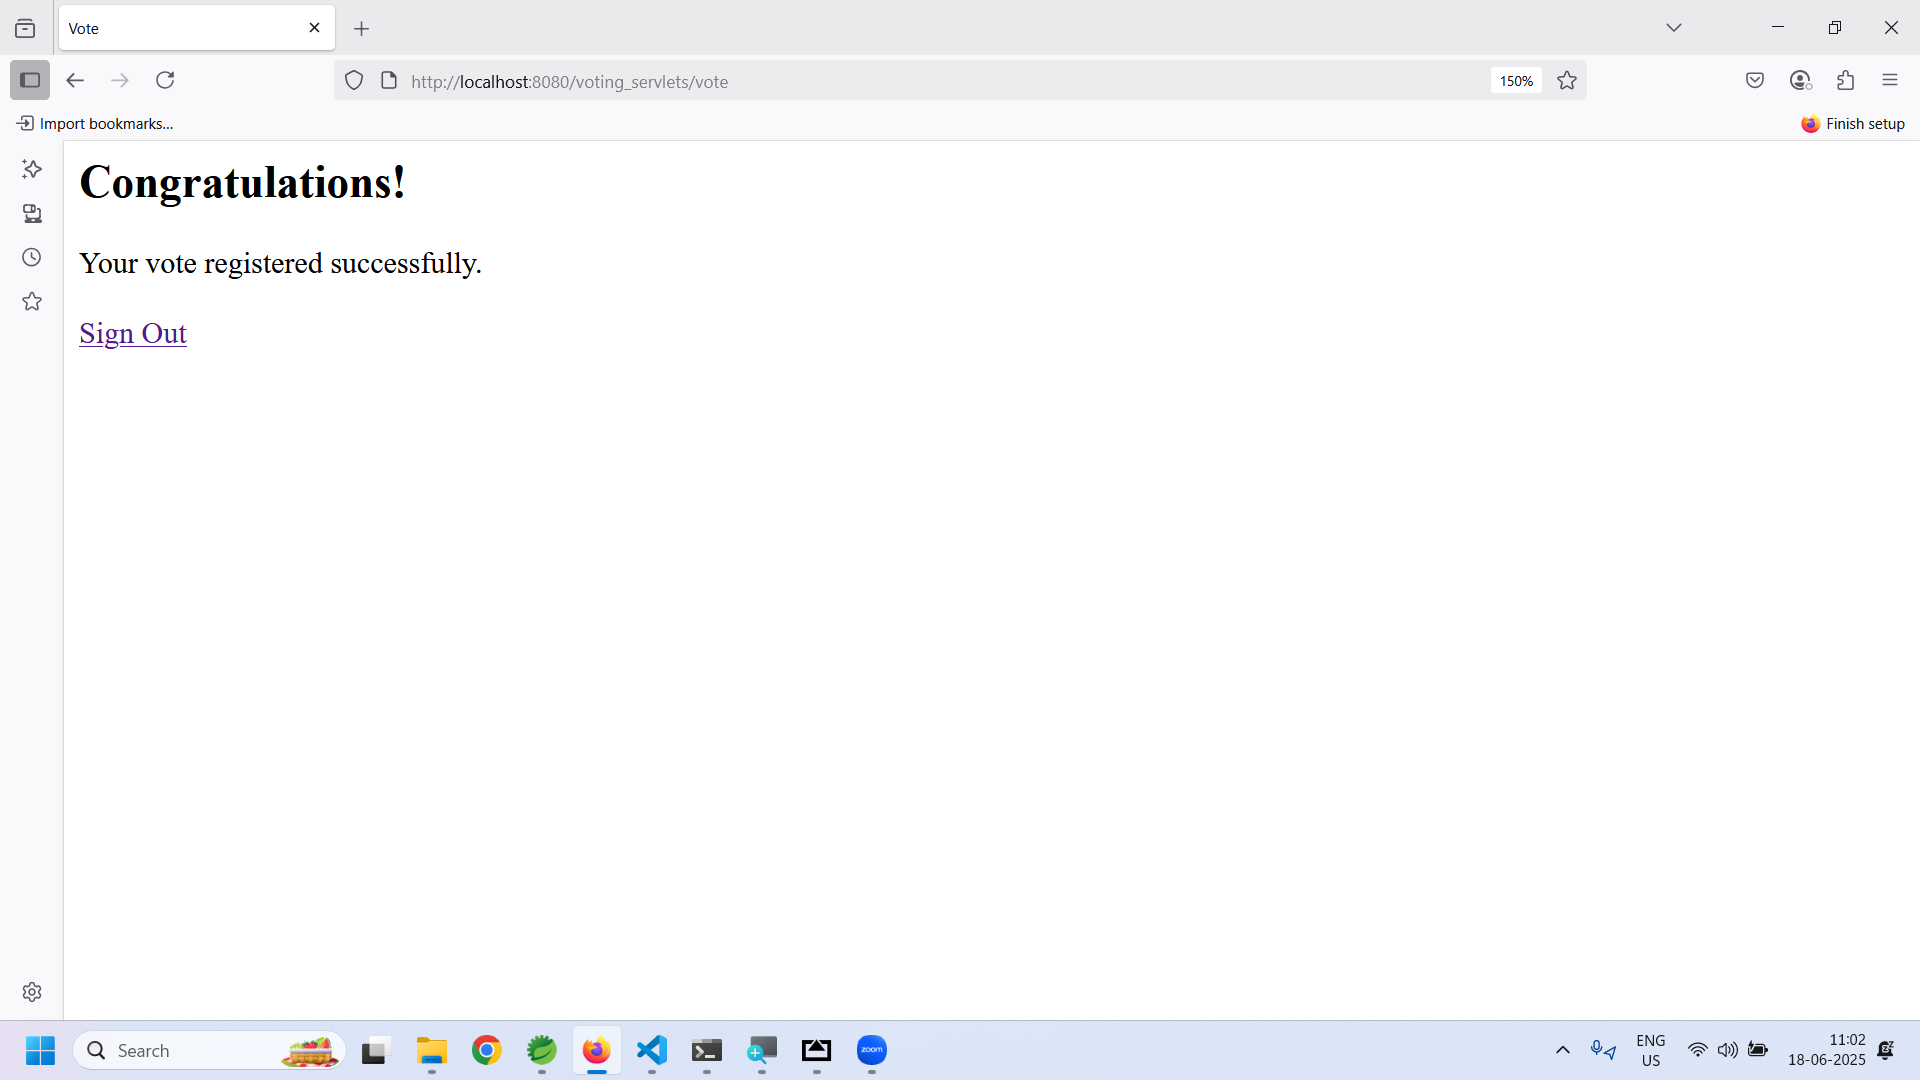 Vote
http://localhost:8080/voting_servlets/vote
150%
Import bookmarks...
Finish setup
Congratulations!
Your vote registered successfully.
Sign Out
Search
zoom
ENG
US
11:02
18-06-2025